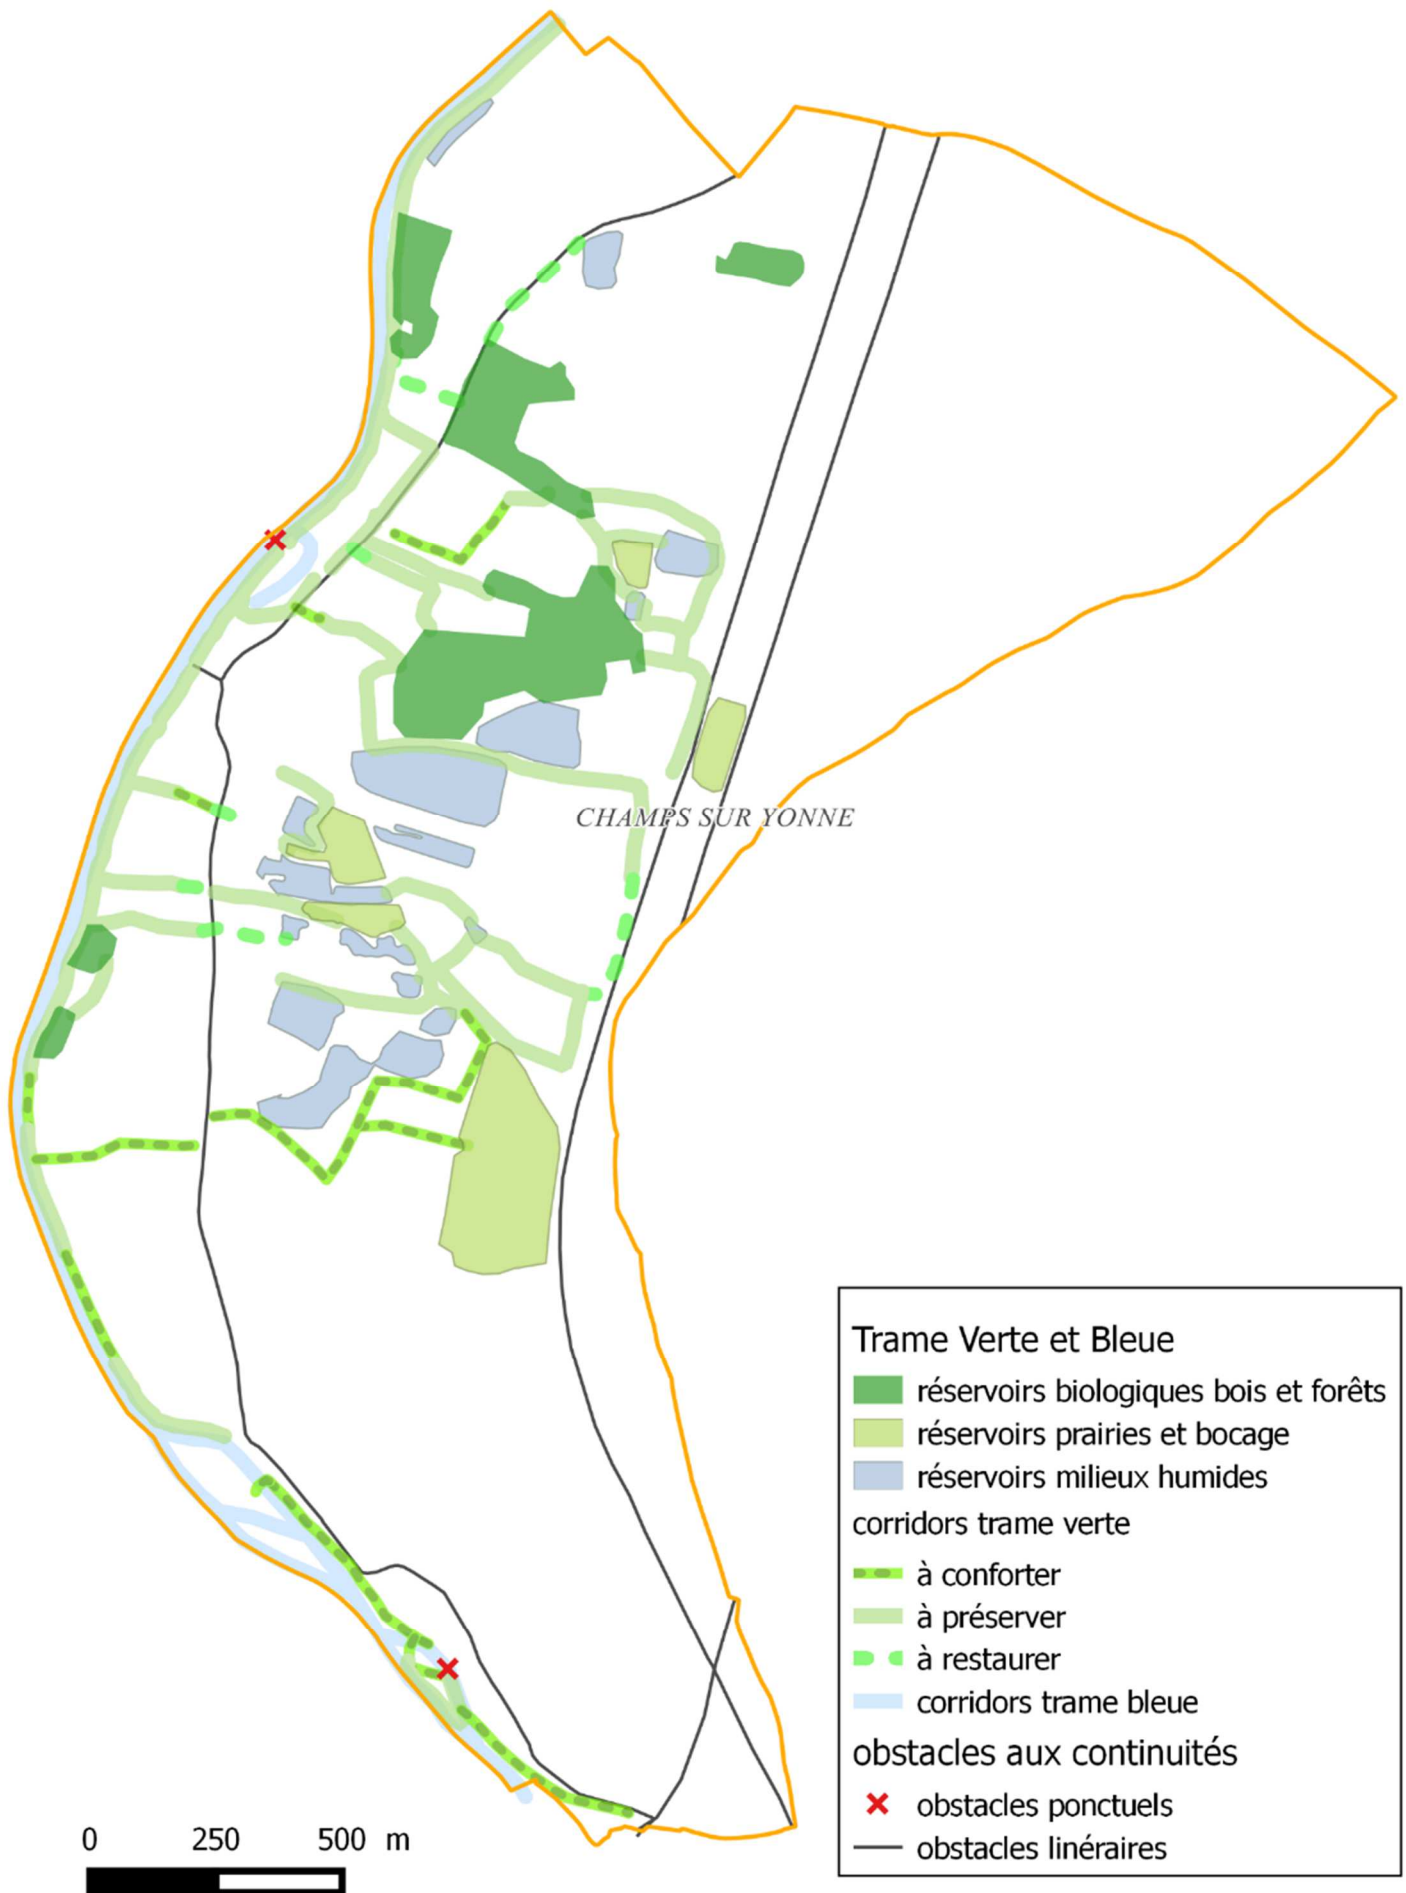 CHAMPS SUR YONNE
Trame Verte et Bleue
réservoirs biologiques bois et forêts
réservoirs prairies et bocage
réservoirs milieux humides
corridors trame verte
à conforter
à préserver
à restaurer
corridors trame bleue
obstacles aux continuités
obstacles ponctuels
obstacles linéraires
0 250 500 m